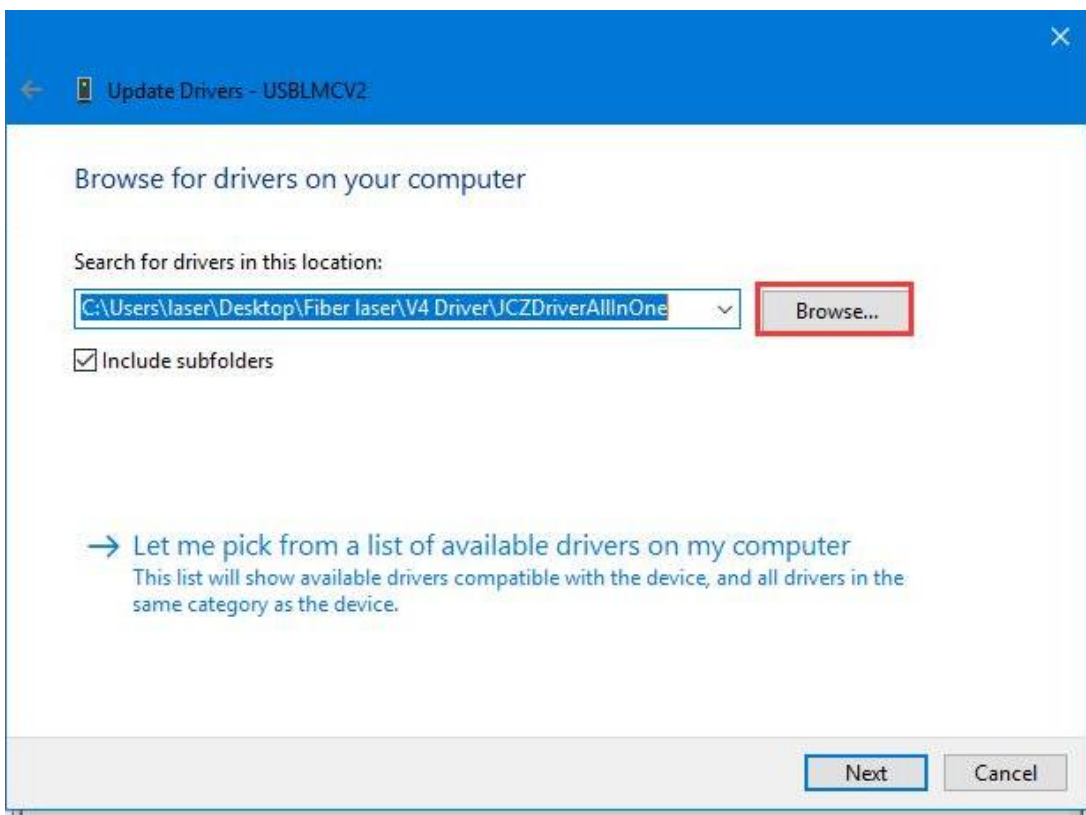 Update Drivers - USBLMCV2
Browse for drivers on your computer
Search for drivers in this location:
C:\Users\laser\Desktop\Fiber laser\V4 Driver\JCZDriverAllInOne
Browse...
Include subfolders
Let me pick from a list of available drivers on my computer
This list will show available drivers compatible with the device, and all drivers in the
same category as the device.
Next
Cancel